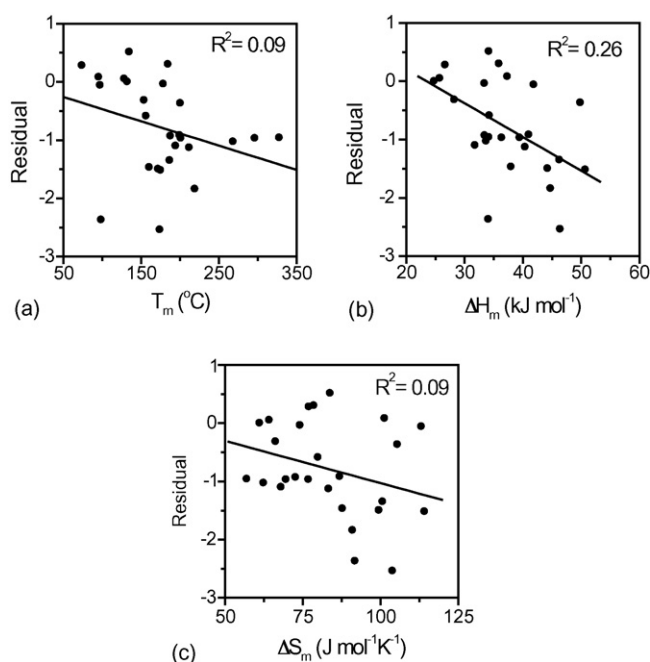 R²= 0.09
1
0
-1
-2
-3
Residual
50 150 250 350
Tₘ (°C)
(a)
R²= 0.26
1
0
-1
-2
-3
Residual
20 30 40 50 60
ΔHₘ (kJ mol⁻¹)
(b)
R²= 0.09
1
0
-1
-2
-3
Residual
50 75 100 125
ΔSₘ (J mol⁻¹K⁻¹)
(c)